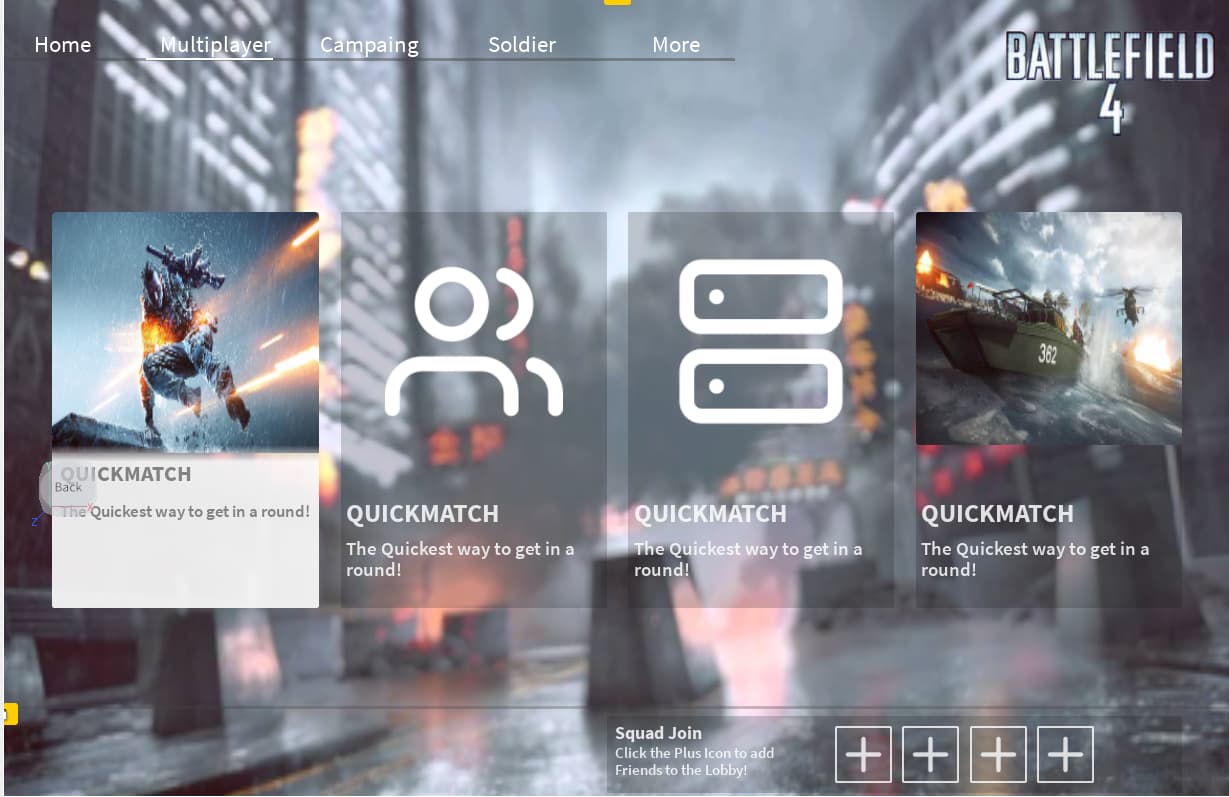 Home Multiplayer Campaing Soldier More
BATTLEFIELD
4
362
QUICKMATCH
Back
The Quickest way to get in a round!
X
Z
QUICKMATCH
The Quickest way to get in a
round!
QUICKMATCH
The Quickest way to get in a
round!
QUICKMATCH
The Quickest way to get in a
round!
Squad Join
Click the Plus Icon to add
Friends to the Lobby!